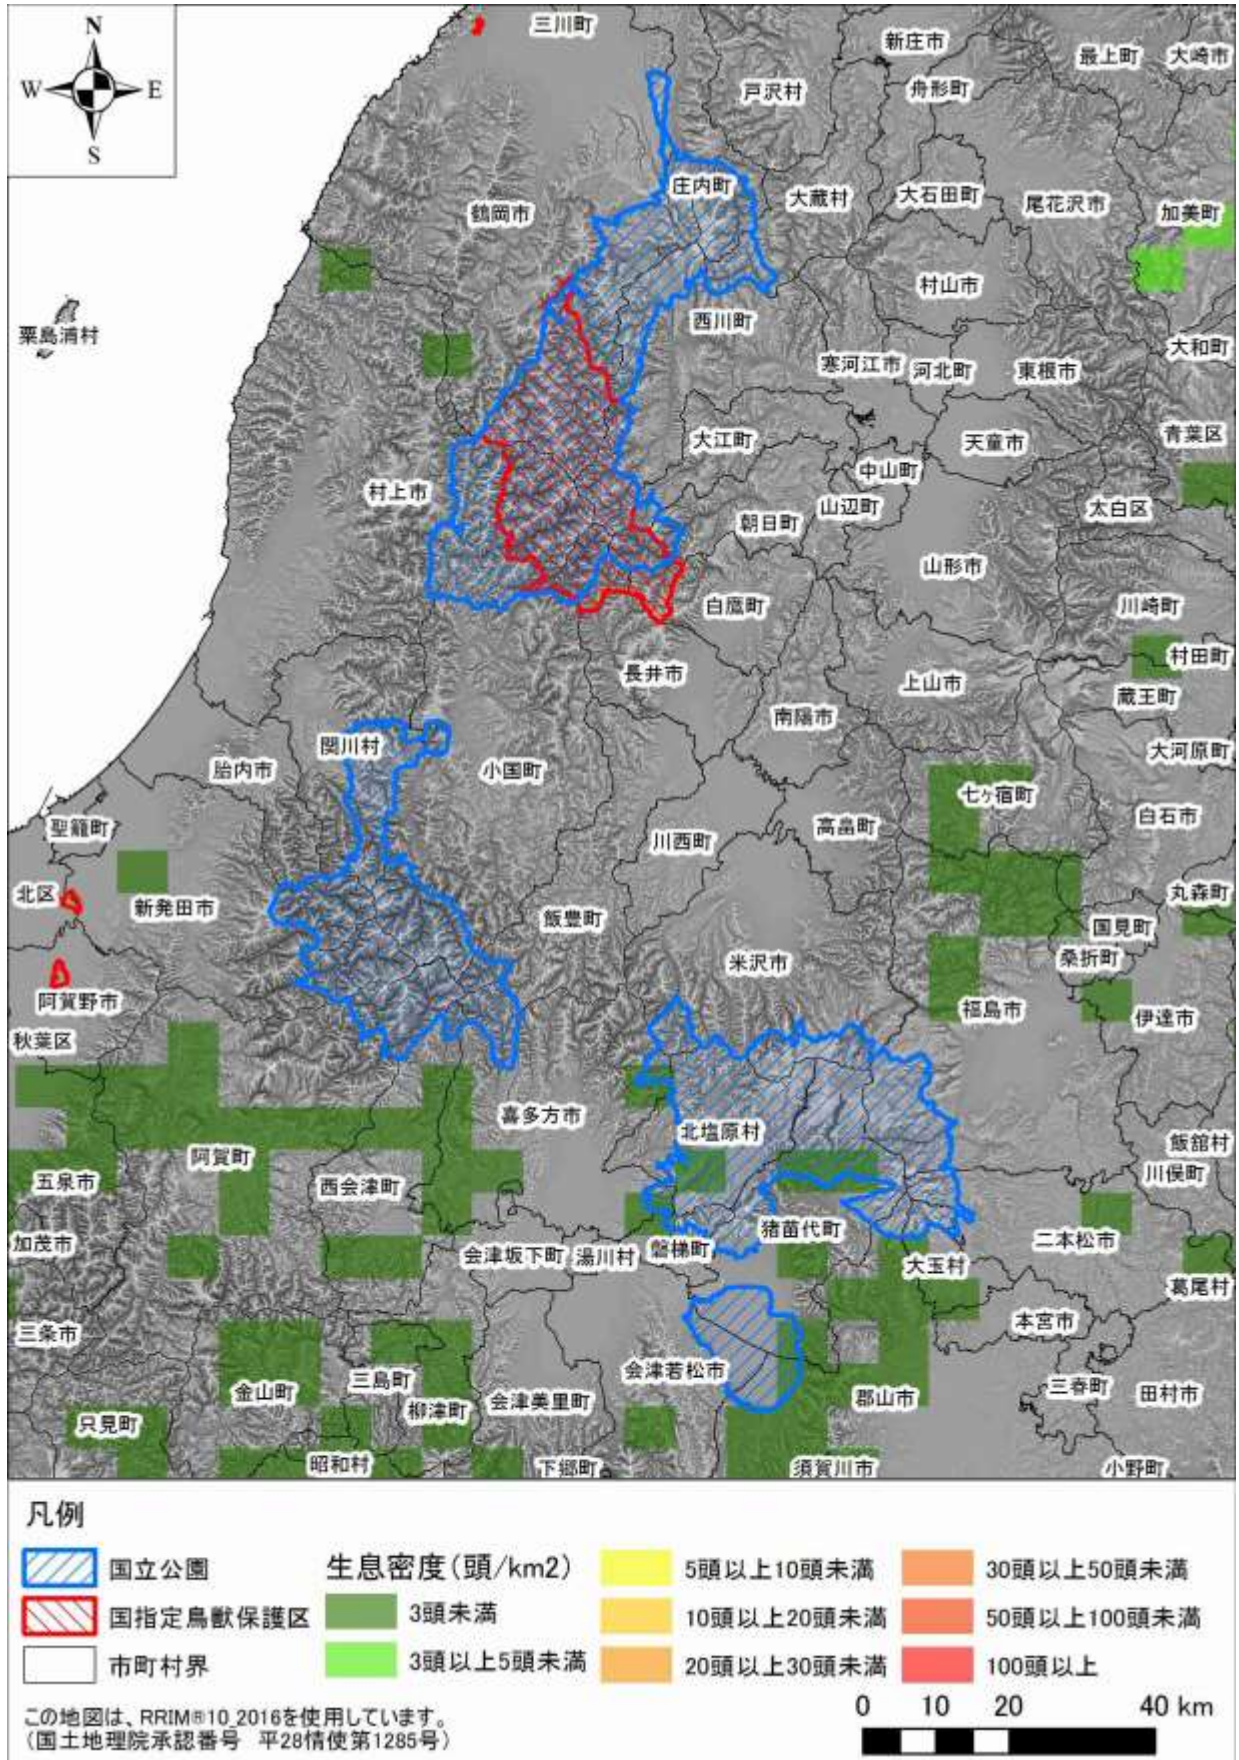 N
W E
S
三川町
新庄市
最上町
大崎市
戸沢村
舟形町
庄内町
大蔵村
大石田町
尾花沢市
加美町
鶴岡市
村山市
粟島浦村
西川町
大和町
寒河江市
河北町
東根市
大江町
天童市
青葉区
中山町
村上市
朝日町
山辺町
太白区
山形市
白鷹町
川崎町
長井市
上山市
村田町
蔵王町
南陽市
関川村
胎内市
小国町
大河原町
七ヶ宿町
聖籠町
川西町
高畠町
白石市
北区
新発田市
飯豊町
丸森町
国見町
米沢市
桑折町
阿賀野市
福島市
伊達市
秋葉区
喜多方市
北塩原村
飯舘村
阿賀町
川俣町
五泉市
西会津町
加茂市
猪苗代町
二本松市
会津坂下町
湯川村
磐梯町
大玉村
葛尾村
三条市
本宮市
会津若松市
三島町
三春町
金山町
会津美里町
郡山市
田村市
只見町
柳津町
昭和村
下郷町
須賀川市
小野町
凡例
国立公園
国指定鳥獣保護区
市町村界
生息密度(頭/km2)
3頭未満
3頭以上5頭未満
5頭以上10頭未満
10頭以上20頭未満
20頭以上30頭未満
30頭以上50頭未満
50頭以上100頭未満
100頭以上
この地図は、RRIM®10_2016を使用しています。
(国土地理院承認番号 平28情使第1285号)
0 10 20 40 km